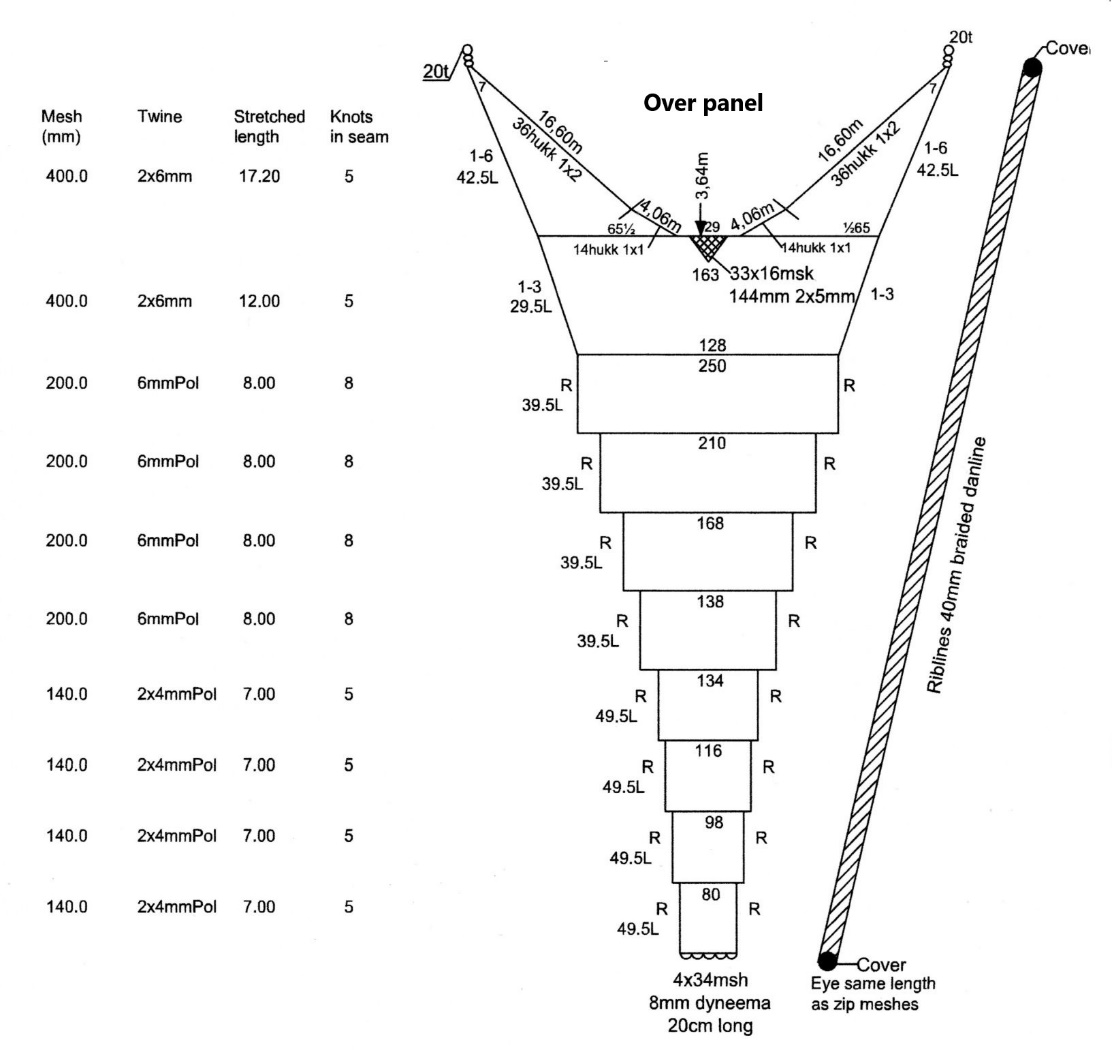 20t
20t
Cove
Over panel
Mesh
(mm)
Twine
Stretched
length
Knots
in seam
7
7
16,60m
36hukk 1x2
16,60m
36hukk 1x2
1-6
42.5L
1-6
42.5L
400.0 2x6mm 17.20 5
3,64m
4,06m
4,06m
65½
29
½65
14hukk 1x1
14hukk 1x1
163
33x16msk
144mm 2x5mm
1-3
29.5L
1-3
400.0 2x6mm 12.00 5
128
250
200.0 6mmPol 8.00 8
R
R
39.5L
210
200.0 6mmPol 8.00 8
R
R
39.5L
168
200.0 6mmPol 8.00 8
R
R
39.5L
138
200.0 6mmPol 8.00 8
R
R
39.5L
134
140.0 2x4mmPol 7.00 5
R
R
49.5L
116
140.0 2x4mmPol 7.00 5
R
R
49.5L
98
140.0 2x4mmPol 7.00 5
R
R
49.5L
80
140.0 2x4mmPol 7.00 5
R
R
49.5L
Riblines 40mm braided danline
4x34msh
8mm dyneema
20cm long
Cover
Eye same length
as zip meshes